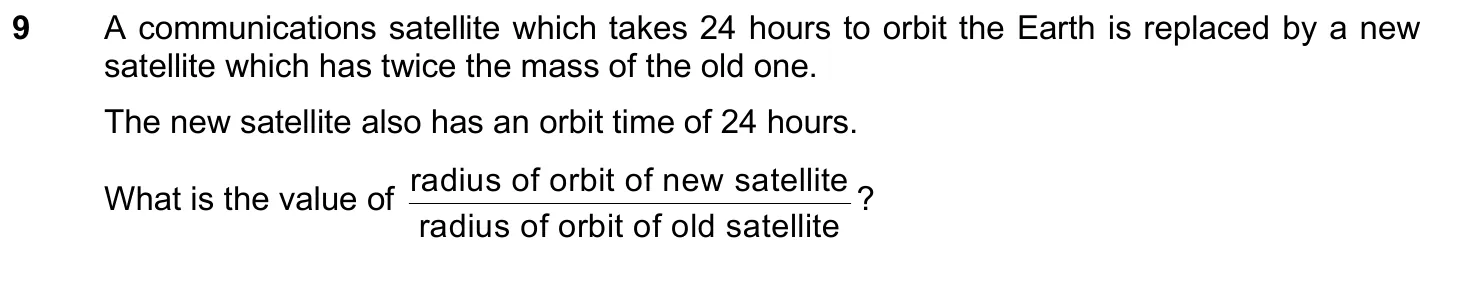 9 A communications satellite which takes 24 hours to orbit the Earth is replaced by a new
satellite which has twice the mass of the old one.
The new satellite also has an orbit time of 24 hours.
What is the value of radius of orbit of new satellite / radius of orbit of old satellite ?